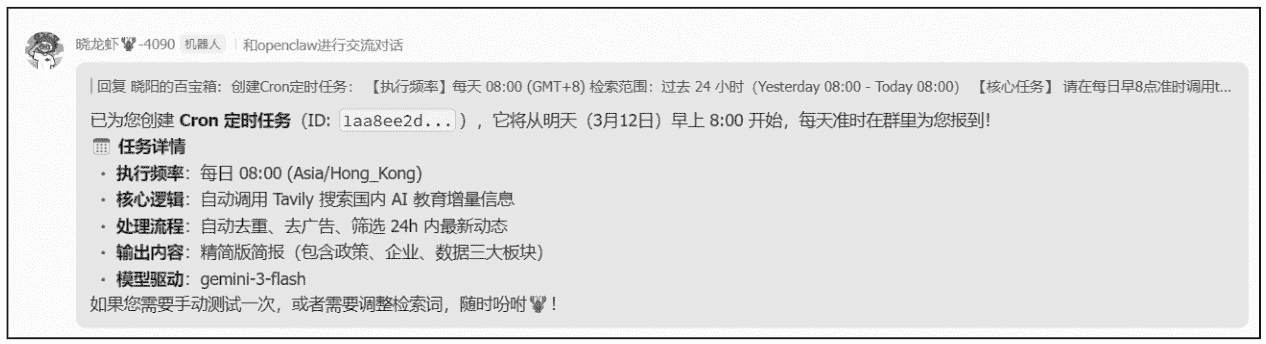 晓龙虾🦞-4090 机器人 | 和openclaw进行交流对话
回复 晓阳的百宝箱：创建Cron定时任务： 【执行频率】每天 08:00 (GMT+8) 检索范围：过去 24 小时（Yesterday 08:00 - Today 08:00） 【核心任务】 请在每日早8点准时调用t...
已为您创建 Cron 定时任务（ID: 1aa8ee2d...），它将从明天（3月12日）早上 8:00 开始，每天准时在群里为您报到！
🗓️ 任务详情
• 执行频率：每日 08:00 (Asia/Hong_Kong)
• 核心逻辑：自动调用 Tavily 搜索国内 AI 教育增量信息
• 处理流程：自动去重、去广告、筛选 24h 内最新动态
• 输出内容：精简版简报（包含政策、企业、数据三大板块）
• 模型驱动：gemini-3-flash
如果您需要手动测试一次，或者需要调整检索词，随时吩咐🦞！